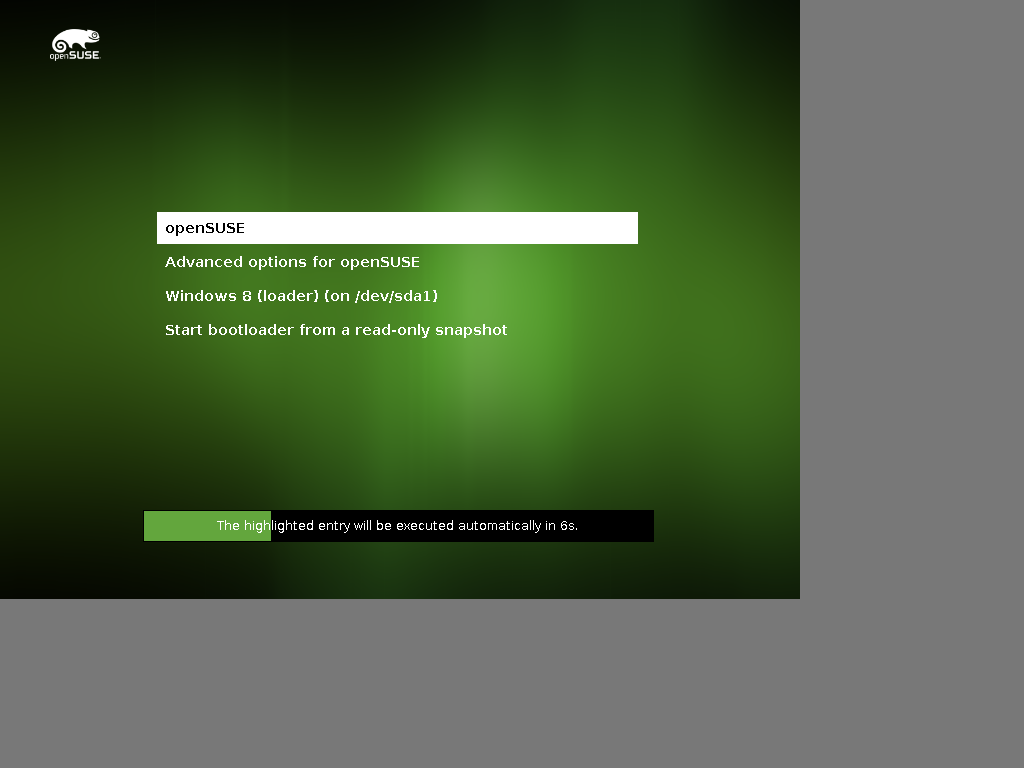 openSUSE
openSUSE
Advanced options for openSUSE
Windows 8 (loader) (on /dev/sda1)
Start bootloader from a read-only snapshot
The highlighted entry will be executed automatically in 6s.